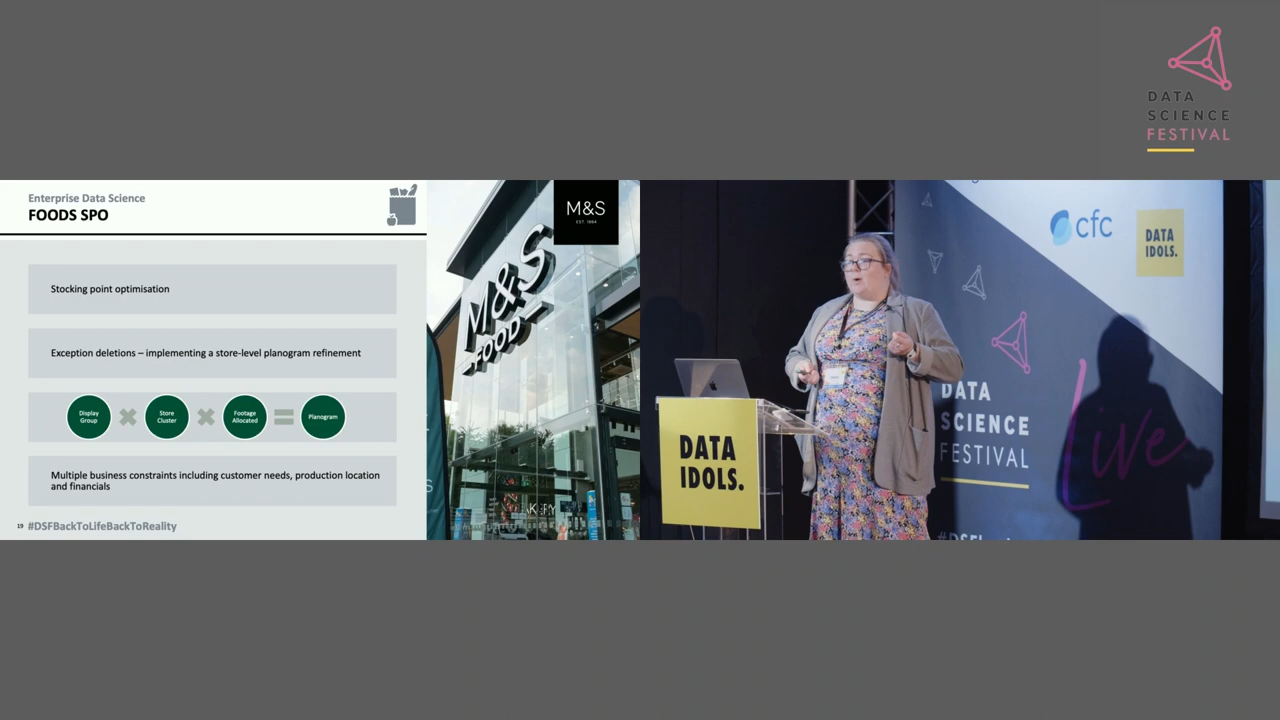 DATA
SCIENCE
FESTIVAL
Enterprise Data Science
FOODS SPO
Stocking point optimisation
Exception deletions – implementing a store-level planogram refinement
Display
Group
Store
Cluster
Footage
Allocated
Planogram
Multiple business constraints including customer needs, production location
and financials
19 #DSFBackToLifeBackToReality
M&S
EST 1884
M&S
FOOD
cfc
DATA
IDOLS.
DATA
SCIENCE
FESTIVAL
Live
DATA
IDOLS.